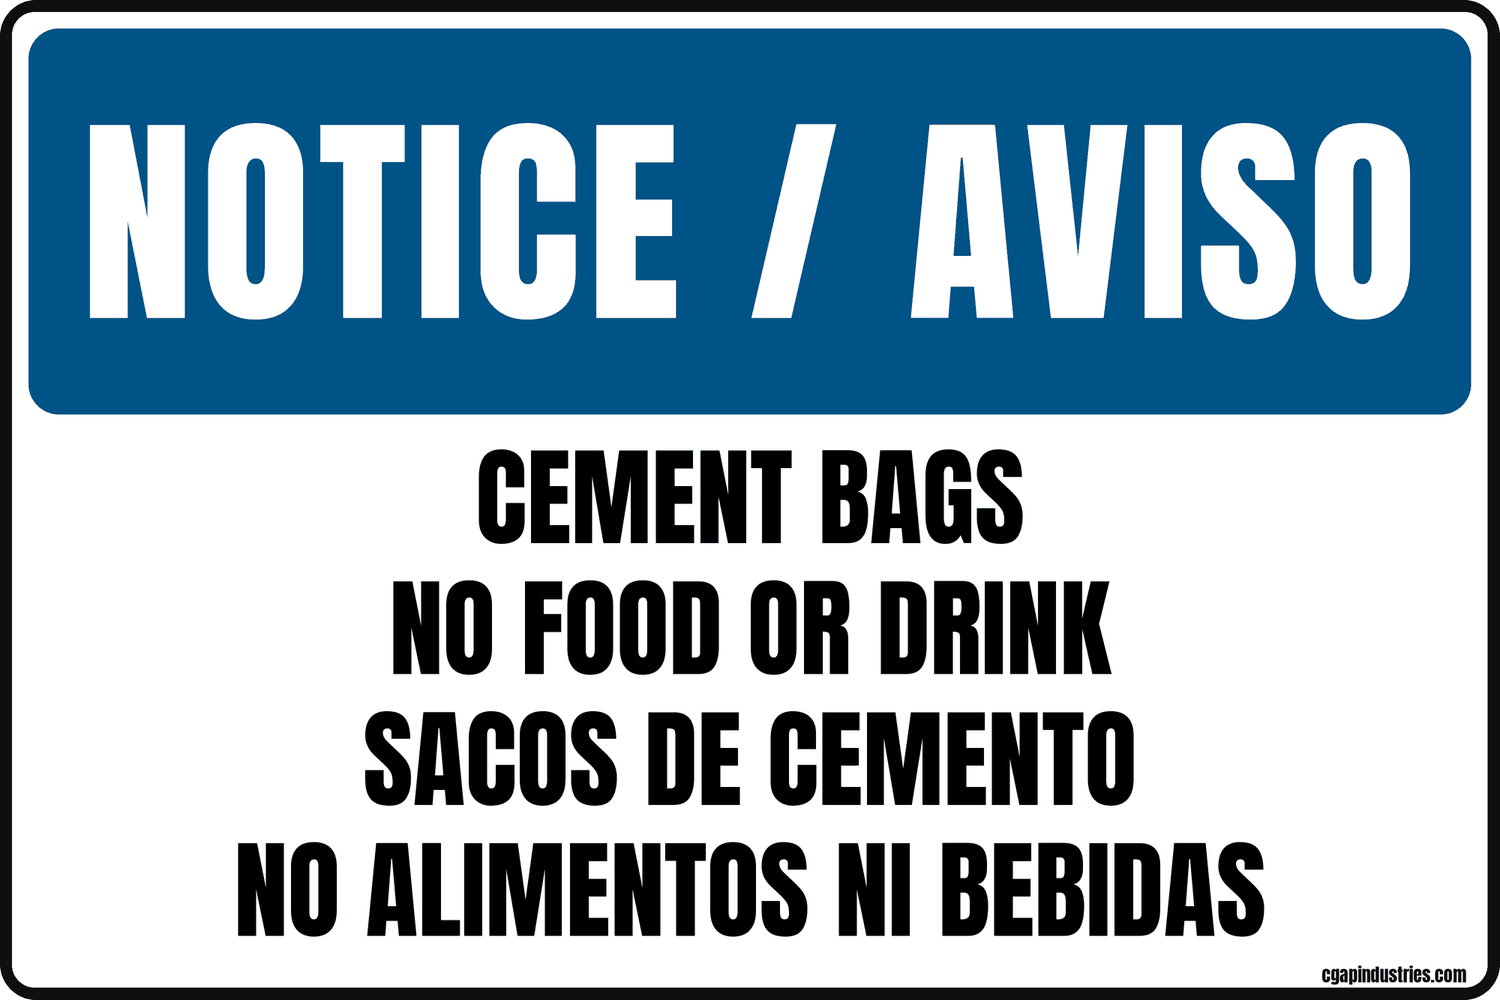 NOTICE / AVISO
CEMENT BAGS
NO FOOD OR DRINK
SACOS DE CEMENTO
NO ALIMENTOS NI BEBIDAS
cgapindustries.com